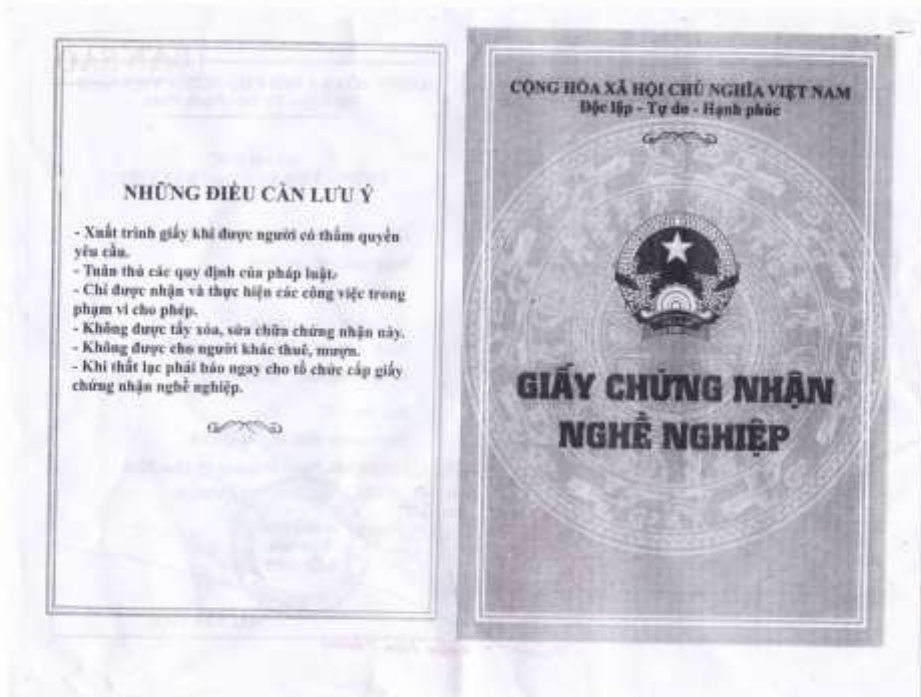 NHỮNG ĐIỀU CẦN LƯU Ý
- Xuất trình giấy khi được người có thẩm quyền
yêu cầu.
- Tuân thủ các quy định của pháp luật.
- Chỉ được nhận và thực hiện các công việc trong
phạm vi cho phép.
- Không được tẩy xóa, sửa chữa chứng nhận này.
- Không được cho người khác thuê, mượn.
- Khi thất lạc phải báo ngay cho tổ chức cấp giấy
chứng nhận nghề nghiệp.
CỘNG HÒA XÃ HỘI CHỦ NGHĨA VIỆT NAM
Độc lập - Tự do - Hạnh phúc
GIẤY CHỨNG NHẬN
NGHỀ NGHIỆP